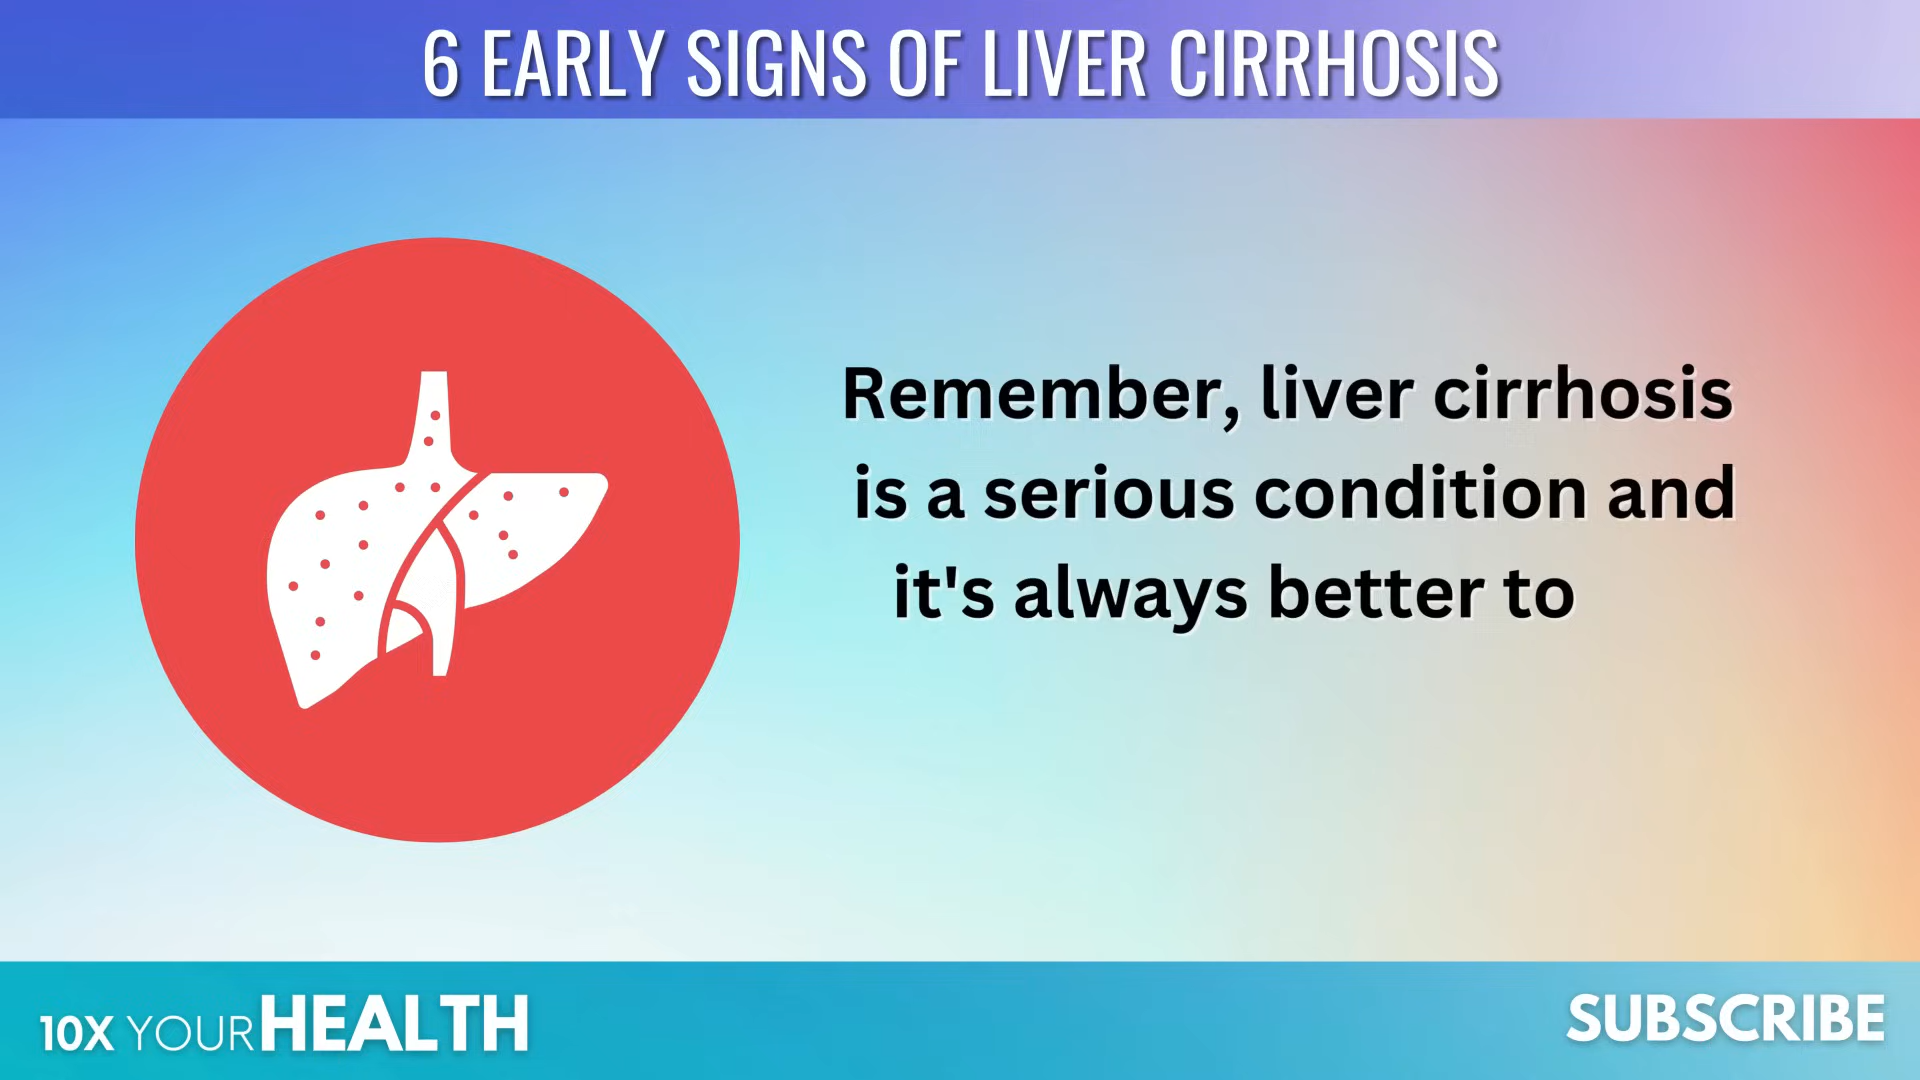 6 EARLY SIGNS OF LIVER CIRRHOSIS
Remember, liver cirrhosis
is a serious condition and
it's always better to
10X YOUR HEALTH
SUBSCRIBE